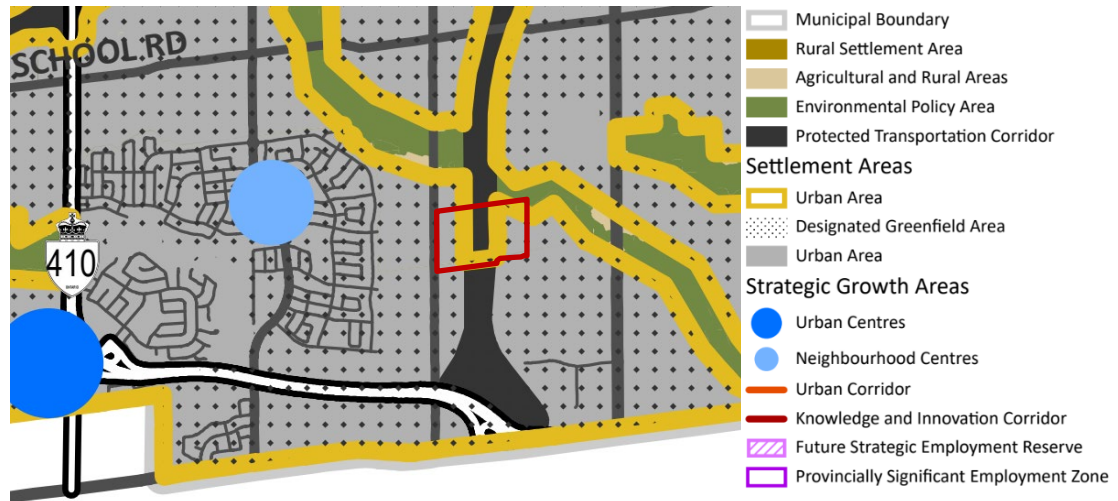 SCHOOL RD
410
Municipal Boundary
Rural Settlement Area
Agricultural and Rural Areas
Environmental Policy Area
Protected Transportation Corridor
Settlement Areas
Urban Area
Designated Greenfield Area
Urban Area
Strategic Growth Areas
Urban Centres
Neighbourhood Centres
Urban Corridor
Knowledge and Innovation Corridor
Future Strategic Employment Reserve
Provincially Significant Employment Zone